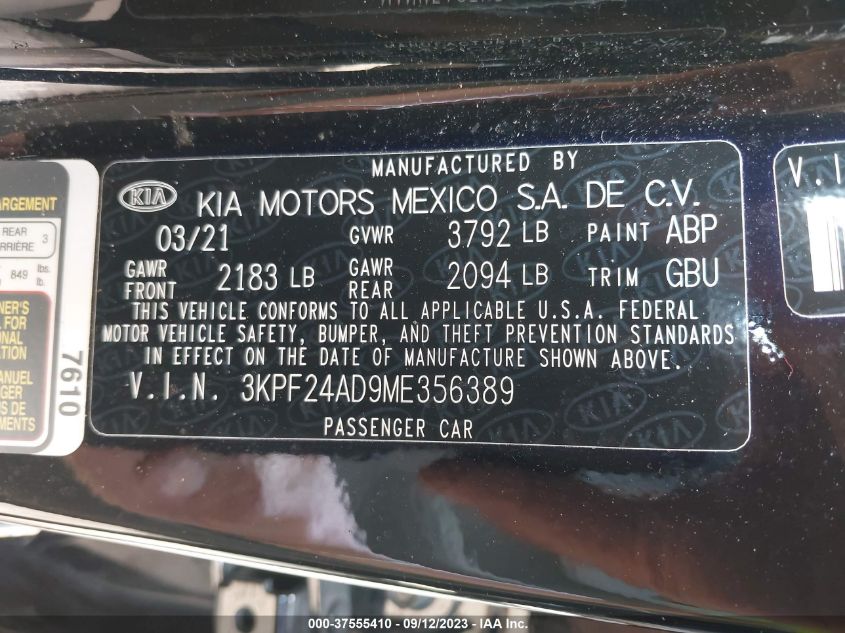 MANUFACTURED BY
KIA KIA MOTORS MEXICO S.A. DE C.V.
03/21 GVWR 3792 LB PAINT ABP
GAWR FRONT 2183 LB GAWR REAR 2094 LB TRIM GBU
THIS VEHICLE CONFORMS TO ALL APPLICABLE U.S.A. FEDERAL
MOTOR VEHICLE SAFETY, BUMPER, AND THEFT PREVENTION STANDARDS
IN EFFECT ON THE DATE OF MANUFACTURE SHOWN ABOVE.
V.I.N. 3KPF24AD9ME356389
PASSENGER CAR
REAR 3
849 lbs.
lb.
7610
V.I
000-37555410 - 09/12/2023 - IAA Inc.